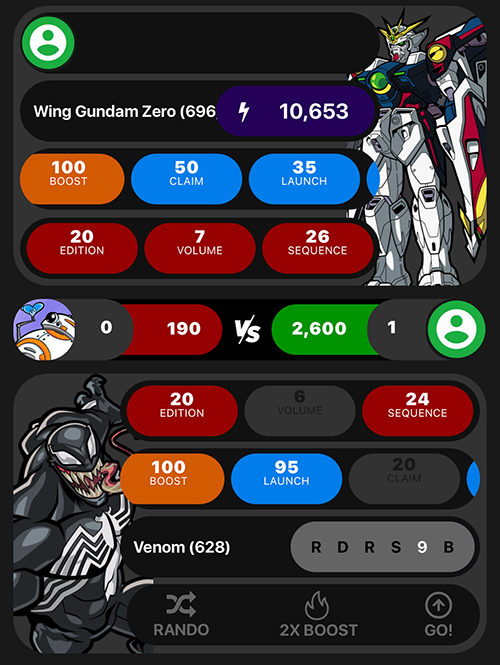 Wing Gundam Zero (696
10,653
100 50 35
BOOST CLAIM LAUNCH
20 7 26
EDITION VOLUME SEQUENCE
0 190 VS 2,600 1
20 6 24
EDITION VOLUME SEQUENCE
100 95 20
BOOST LAUNCH CLAIM
Venom (628) R D R S 9 B
RANDO 2X BOOST GO!